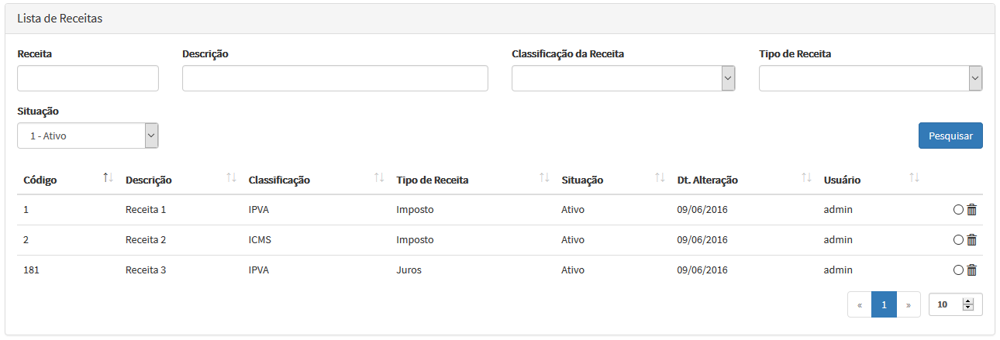 Lista de Receitas
Receita Descrição Classificação da Receita Tipo de Receita
Situação
1 - Ativo Pesquisar
Código Descrição Classificação Tipo de Receita Situação Dt. Alteração Usuário
1 Receita 1 IPVA Imposto Ativo 09/06/2016 admin
2 Receita 2 ICMS Imposto Ativo 09/06/2016 admin
181 Receita 3 IPVA Juros Ativo 09/06/2016 admin
« 1 » 10